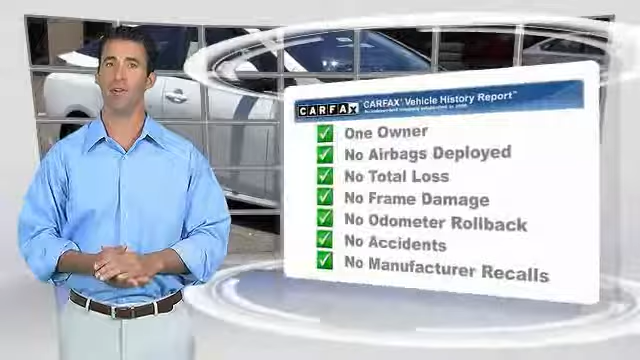 CARFAX CARFAX® Vehicle History Report™
One Owner
No Airbags Deployed
No Total Loss
No Frame Damage
No Odometer Rollback
No Accidents
No Manufacturer Recalls